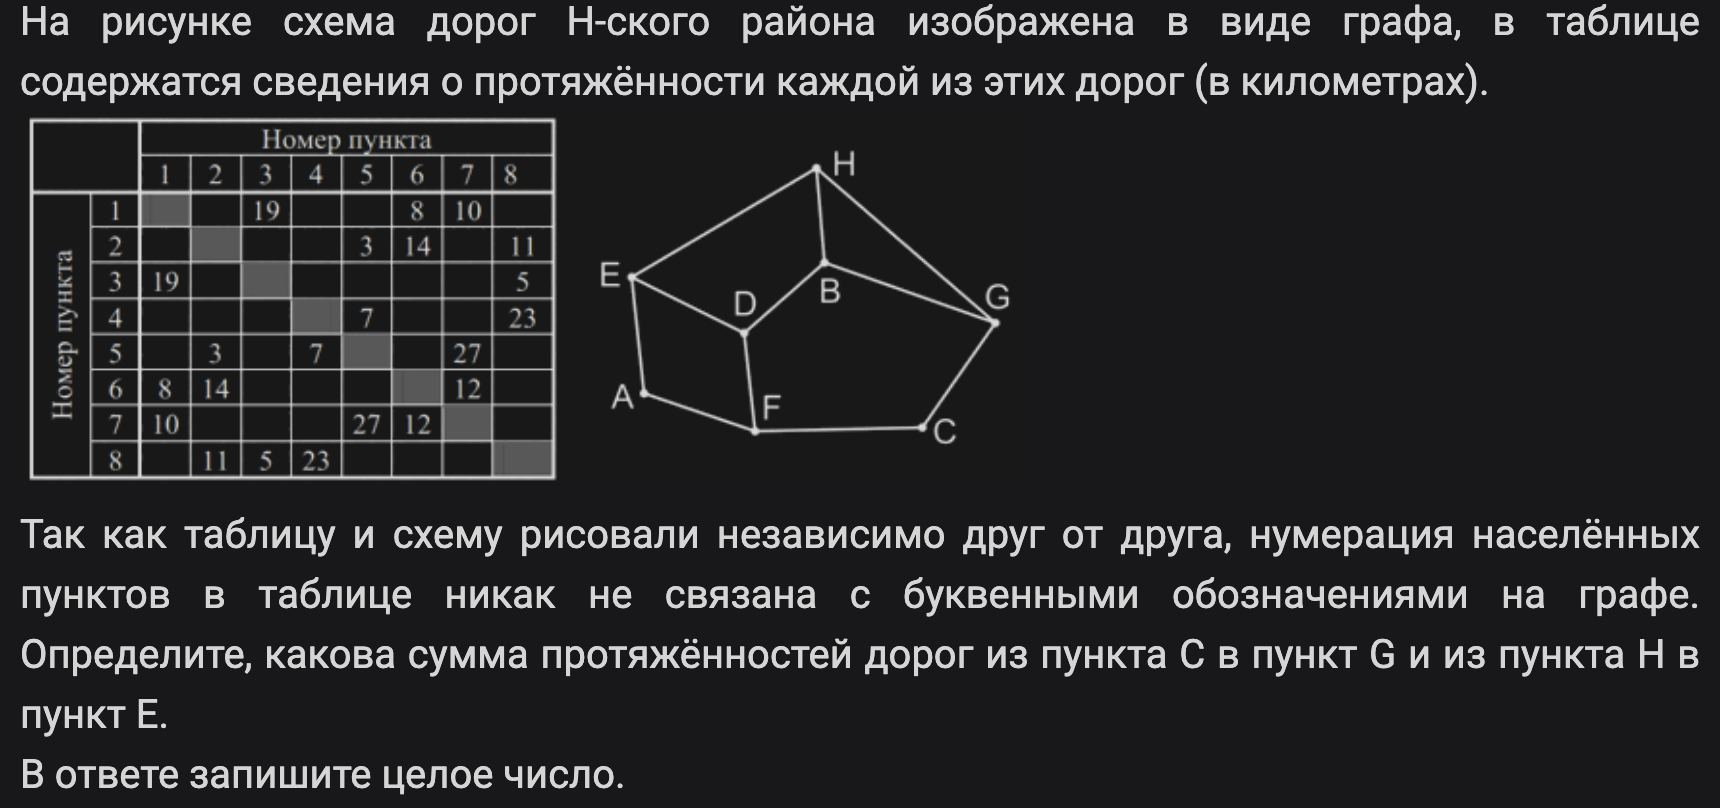 На рисунке схема дорог Н-ского района изображена в виде графа, в таблице
содержатся сведения о протяжённости каждой из этих дорог (в километрах).
Номер пункта
1 2 3 4 5 6 7 8
Номер пункта
1 19 8 10
2 3 14 11
3 19 5
4 7 23
5 3 7 27
6 8 14 12
7 10 27 12
8 11 5 23
H
E
B
D
G
A
F
C
Так как таблицу и схему рисовали независимо друг от друга, нумерация населённых
пунктов в таблице никак не связана с буквенными обозначениями на графе.
Определите, какова сумма протяжённостей дорог из пункта C в пункт G и из пункта H в
пункт E.
В ответе запишите целое число.